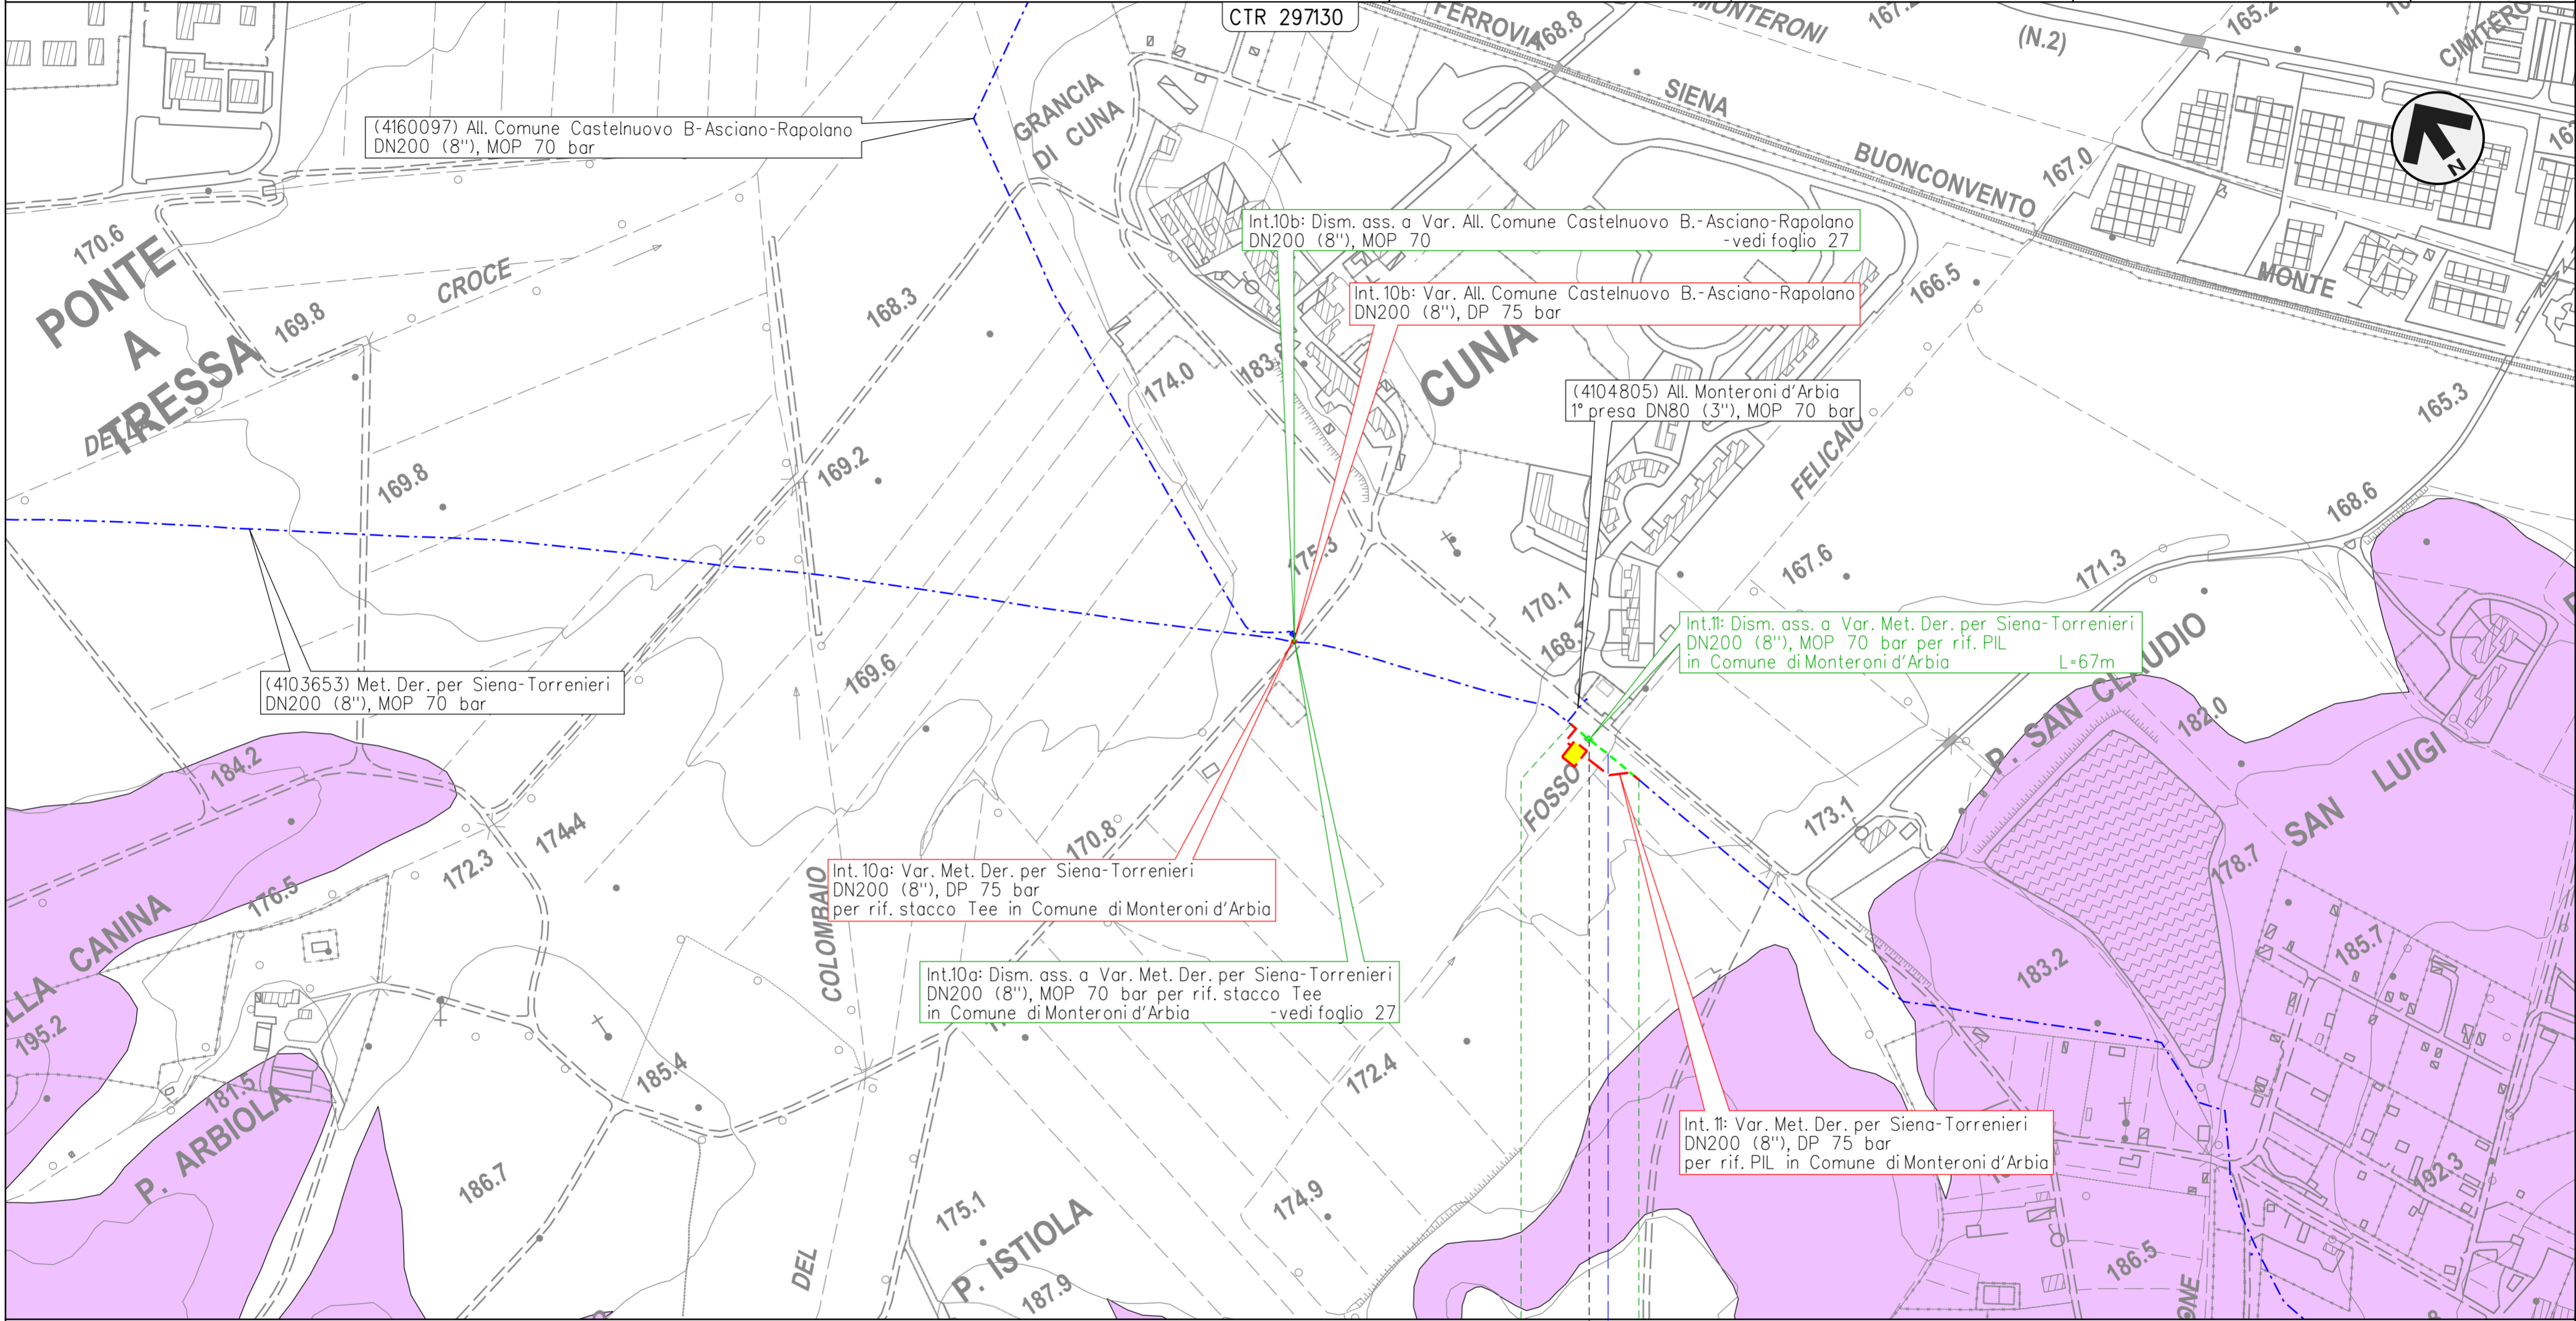 CTR 297130
FERROVIA
168.8
MONTERONI
(N.2)
165.2
SIENA
BUONCONVENTO
167.0
MONTE
N
GRANCIA
DI CUNA
(4160097) All. Comune Castelnuovo B-Asciano-Rapolano
DN200 (8"), MOP 70 bar
170.6
PONTE
A
TRESSA
CROCE
169.8
168.3
Int.10b: Dism. ass. a Var. All. Comune Castelnuovo B.-Asciano-Rapolano
DN200 (8"), MOP 70 -vedi foglio 27
Int. 10b: Var. All. Comune Castelnuovo B.-Asciano-Rapolano
DN200 (8"), DP 75 bar
166.5
174.0
CUNA
(4104805) All. Monteroni d'Arbia
1° presa DN80 (3"), MOP 70 bar
165.3
169.8
169.2
FELICAIO
168.6
175.3
167.6
171.3
170.1
Int.11: Dism. ass. a Var. Met. Der. per Siena-Torrenieri
DN200 (8"), MOP 70 bar per rif. PIL
in Comune di Monteroni d'Arbia L=67m
(4103653) Met. Der. per Siena-Torrenieri
DN200 (8"), MOP 70 bar
169.6
P. SAN CLAUDIO
182.0
184.2
FOSSO
SAN LUIGI
173.1
178.7
174.4
172.3
170.8
176.5
Int. 10a: Var. Met. Der. per Siena-Torrenieri
DN200 (8"), DP 75 bar
per rif. stacco Tee in Comune di Monteroni d'Arbia
COLOMBAIO
CANINA
195.2
Int.10a: Dism. ass. a Var. Met. Der. per Siena-Torrenieri
DN200 (8"), MOP 70 bar per rif. stacco Tee
in Comune di Monteroni d'Arbia -vedi foglio 27
183.2
185.7
181.5
P. ARBIOLA
185.4
172.4
Int. 11: Var. Met. Der. per Siena-Torrenieri
DN200 (8"), DP 75 bar
per rif. PIL in Comune di Monteroni d'Arbia
186.7
175.1
P. ISTIOLA
187.9
174.9
192.3
186.5
DEL